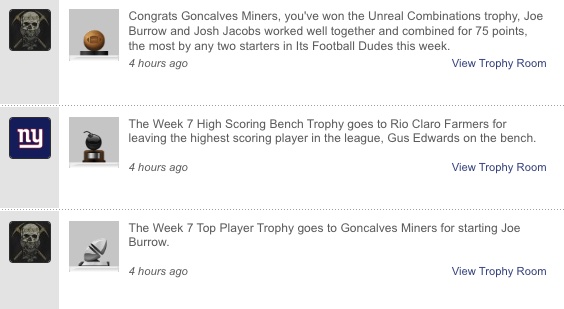 Congrats Goncalves Miners, you've won the Unreal Combinations trophy, Joe
Burrow and Josh Jacobs worked well together and combined for 75 points,
the most by any two starters in Its Football Dudes this week.
4 hours ago View Trophy Room
ny
The Week 7 High Scoring Bench Trophy goes to Rio Claro Farmers for
leaving the highest scoring player in the league, Gus Edwards on the bench.
4 hours ago View Trophy Room
The Week 7 Top Player Trophy goes to Goncalves Miners for starting Joe
Burrow.
4 hours ago View Trophy Room